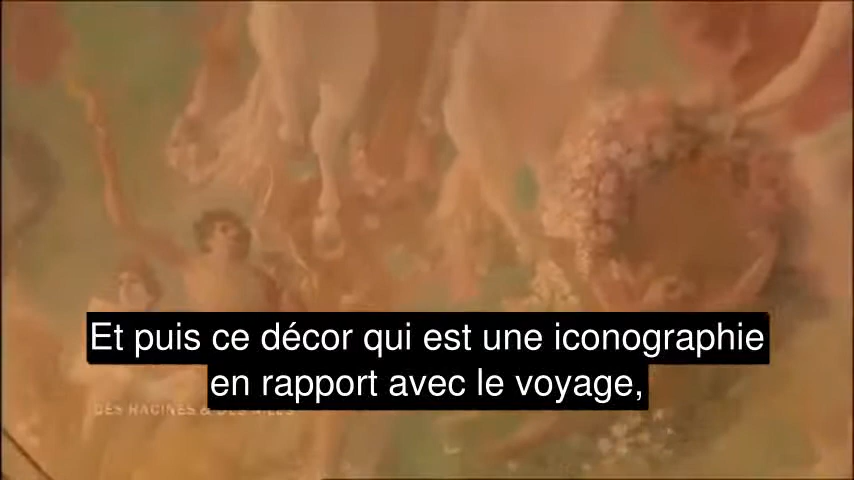 Et puis ce décor qui est une iconographie
en rapport avec le voyage,
DES RACINES & DES AILES